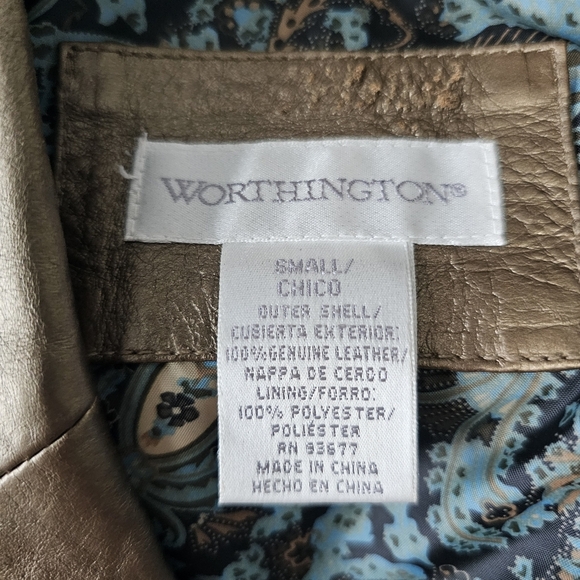 WORTHINGTON®
SMALL/
CHICO
OUTER SHELL/
CUBIERTA EXTERIOR:
100%GENUINE LEATHER/
NAPPA DE CERDO
LINING/FORRO:
100% POLYESTER/
POLIÉSTER
RN 93677
MADE IN CHINA
HECHO EN CHINA